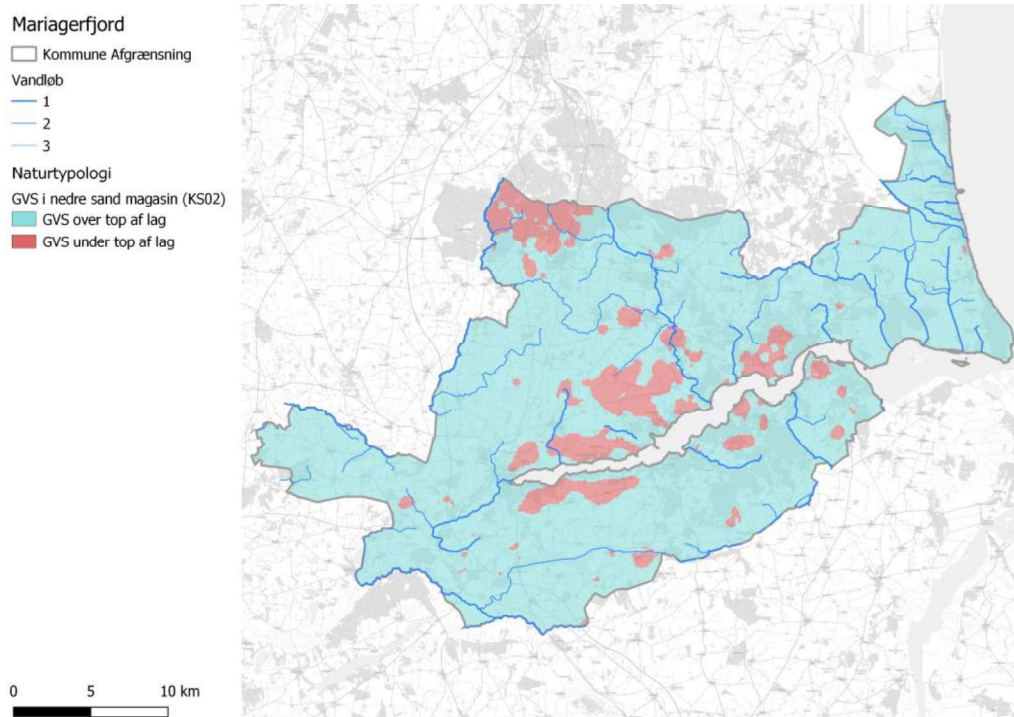 Mariagerfjord
Kommune Afgrænsning
Vandløb
1
2
3
Naturtypologi
GVS i nedre sand magasin (KS02)
GVS over top af lag
GVS under top af lag
0 5 10 km